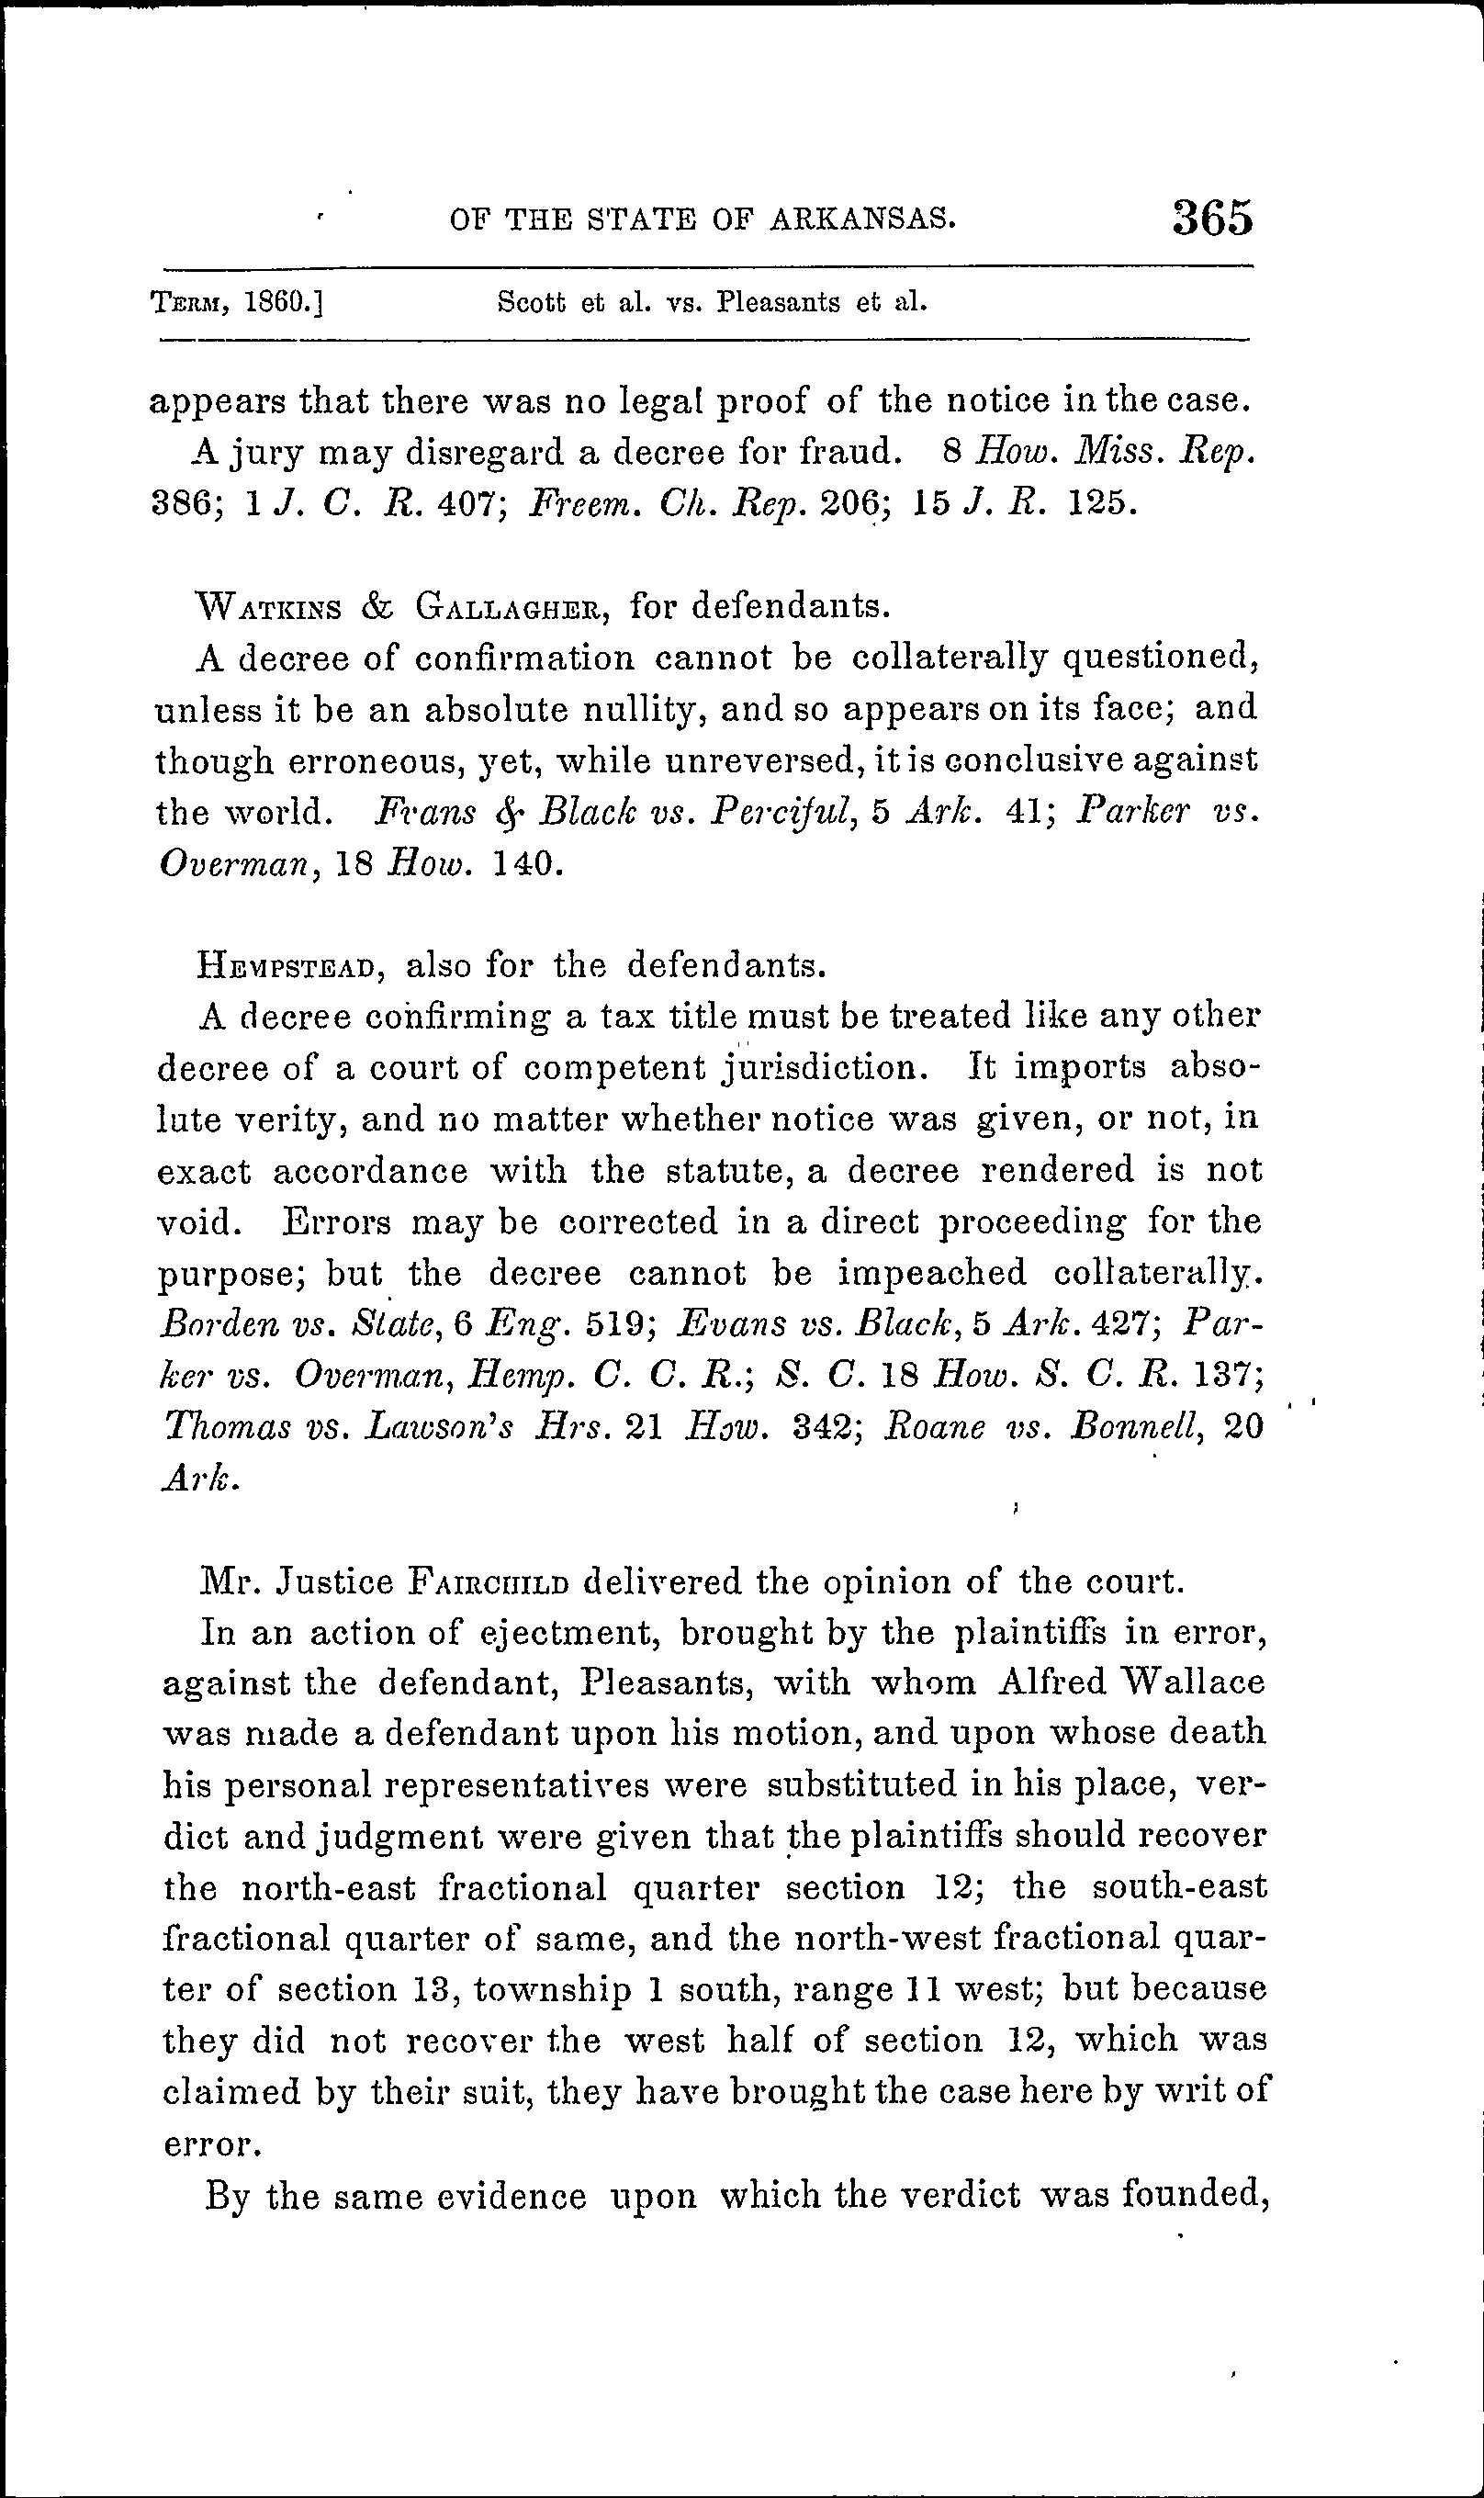 OF THE STATE OF ARKANSAS. 365
TERM, 1860.] Scott et al. vs. Pleasants et al.
appears that there was no legal proof of the notice in the case.
A jury may disregard a decree for fraud. 8 How. Miss. Rep.
386; 1 J. C. R. 407; Freem. Ch. Rep. 206; 15 J. R. 125.
WATKINS & GALLAGHER, for defendants.
A decree of confirmation cannot be collaterally questioned,
unless it be an absolute nullity, and so appears on its face; and
though erroneous, yet, while unreversed, it is conclusive against
the world. Evans & Black vs. Perciful, 5 Ark. 41; Parker vs.
Overman, 18 How. 140.
HEMPSTEAD, also for the defendants.
A decree confirming a tax title must be treated like any other
decree of a court of competent jurisdiction. It imports abso-
lute verity, and no matter whether notice was given, or not, in
exact accordance with the statute, a decree rendered is not
void. Errors may be corrected in a direct proceeding for the
purpose; but the decree cannot be impeached collaterally.
Borden vs. State, 6 Eng. 519; Evans vs. Black, 5 Ark. 427; Par-
ker vs. Overman, Hemp. C. C. R.; S. C. 18 How. S. C. R. 137;
Thomas vs. Lawson's Hrs. 21 How. 342; Roane vs. Bonnell, 20
Ark.
Mr. Justice FAIRCHILD delivered the opinion of the court.
In an action of ejectment, brought by the plaintiffs in error,
against the defendant, Pleasants, with whom Alfred Wallace
was made a defendant upon his motion, and upon whose death
his personal representatives were substituted in his place, ver-
dict and judgment were given that the plaintiffs should recover
the north-east fractional quarter section 12; the south-east
fractional quarter of same, and the north-west fractional quar-
ter of section 13, township 1 south, range 11 west; but because
they did not recover the west half of section 12, which was
claimed by their suit, they have brought the case here by writ of
error.
By the same evidence upon which the verdict was founded,